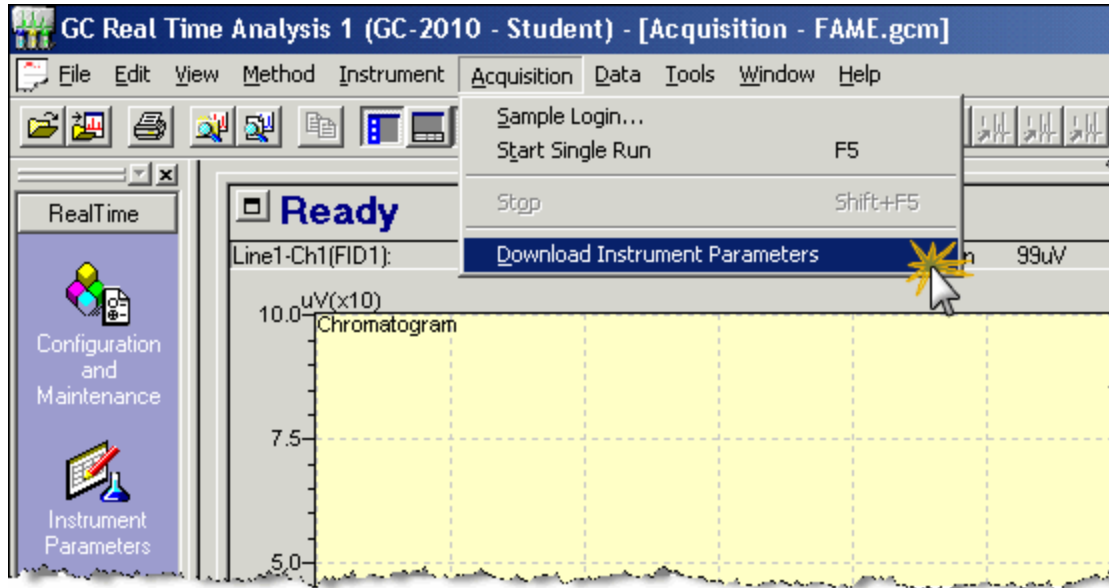 GC Real Time Analysis 1 (GC-2010 - Student) - [Acquisition - FAME.gcm]
File Edit View Method Instrument Acquisition Data Tools Window Help
Sample Login...
Start Single Run F5
Stop Shift+F5
Download Instrument Parameters
RealTime
Configuration
and
Maintenance
Instrument
Parameters
Ready
Line1-Ch1(FID1): 99uV
uV(x10)
10.0
Chromatogram
7.5
5.0